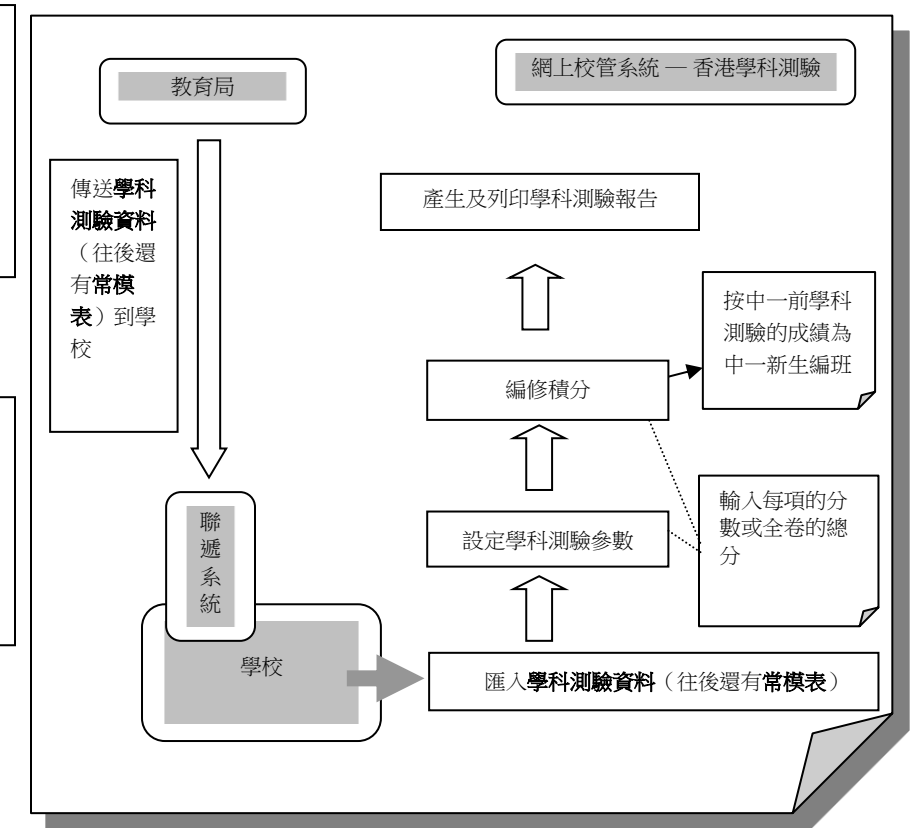 教育局
網上校管系統 — 香港學科測驗
傳送學科
測驗資料
（往後還
有常模
表）到學
校
產生及列印學科測驗報告
按中一前學科
測驗的成績為
中一新生編班
編修積分
輸入每項的分
數或全卷的總
分
設定學科測驗參數
聯
遞
系
統
學校
匯入學科測驗資料（往後還有常模表）